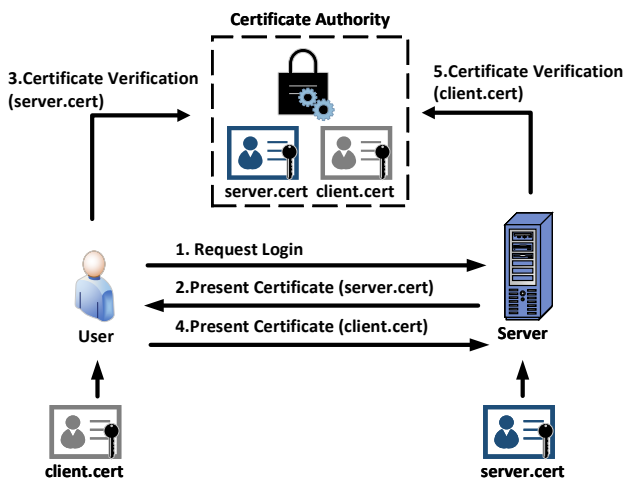 Certificate Authority
3.Certificate Verification
(server.cert)
5.Certificate Verification
(client.cert)
server.cert
client.cert
1. Request Login
2.Present Certificate (server.cert)
4.Present Certificate (client.cert)
User
Server
client.cert
server.cert